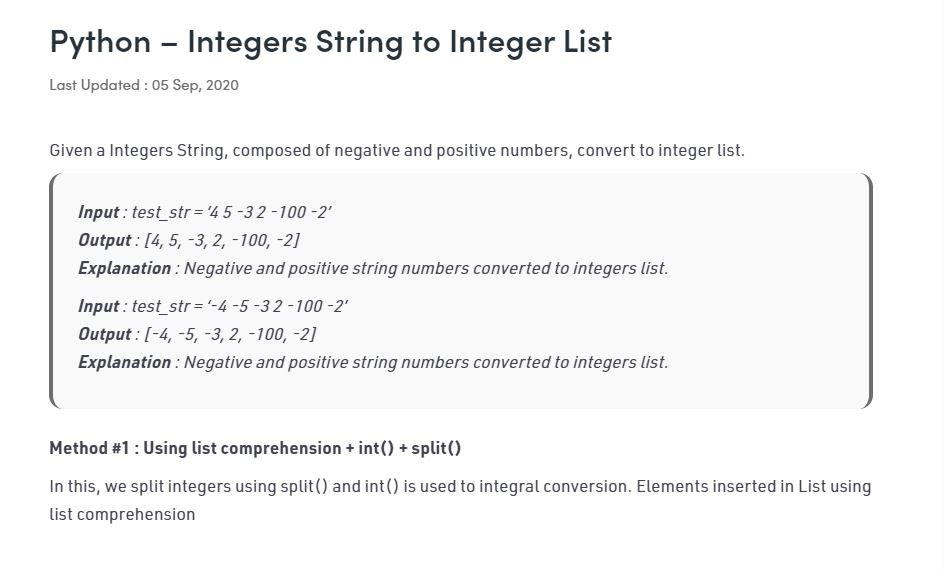 Python – Integers String to Integer List
Last Updated : 05 Sep, 2020
Given a Integers String, composed of negative and positive numbers, convert to integer list.
Input : test_str = ‘4 5 -3 2 -100 -2’
Output : [4, 5, -3, 2, -100, -2]
Explanation : Negative and positive string numbers converted to integers list.
Input : test_str = ‘-4 -5 -3 2 -100 -2’
Output : [-4, -5, -3, 2, -100, -2]
Explanation : Negative and positive string numbers converted to integers list.
Method #1 : Using list comprehension + int() + split()
In this, we split integers using split() and int() is used to integral conversion. Elements inserted in List using
list comprehension